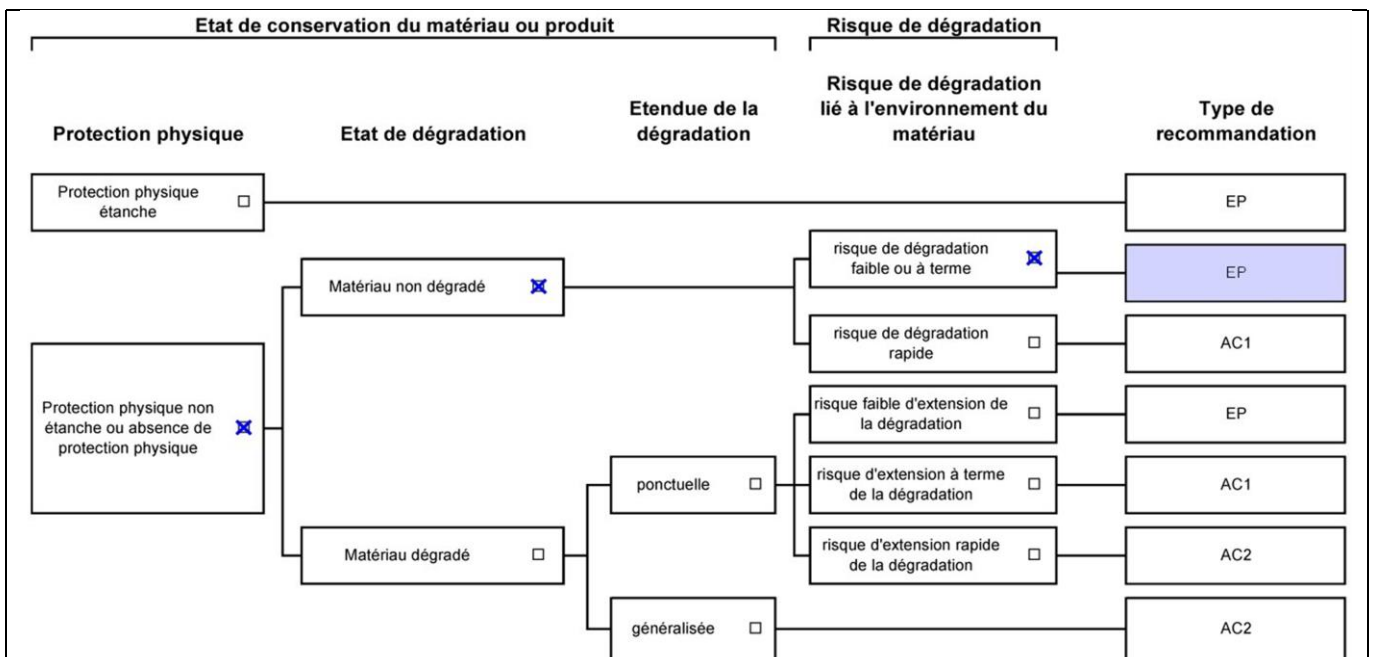 Etat de conservation du matériau ou produit
Risque de dégradation
Protection physique
Etat de dégradation
Etendue de la
dégradation
Risque de dégradation
lié à l'environnement du
matériau
Type de
recommandation
Protection physique
étanche
EP
Protection physique non
étanche ou absence de
protection physique
Matériau non dégradé
risque de dégradation
faible ou à terme
EP
risque de dégradation
rapide
AC1
Matériau dégradé
ponctuelle
risque faible d'extension de
la dégradation
EP
risque d'extension à terme
de la dégradation
AC1
risque d'extension rapide
de la dégradation
AC2
généralisée
AC2